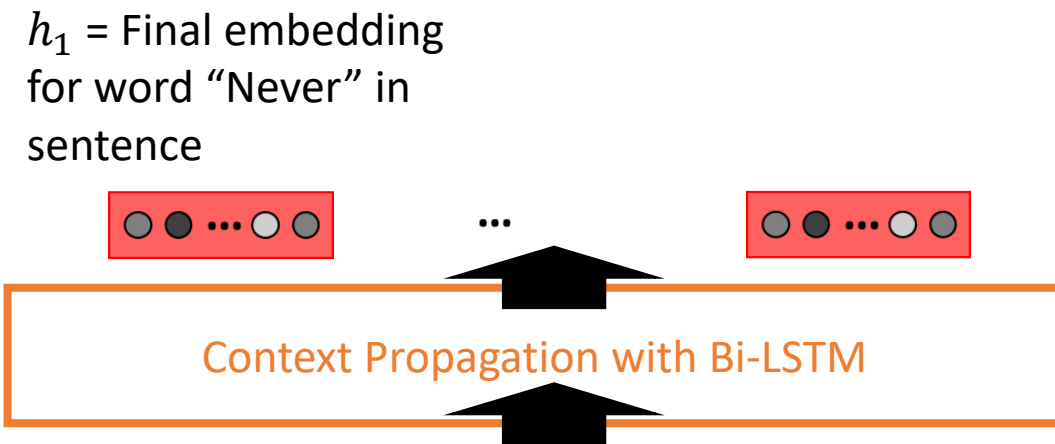 h₁ = Final embedding
for word “Never” in
sentence
...
Context Propagation with Bi-LSTM